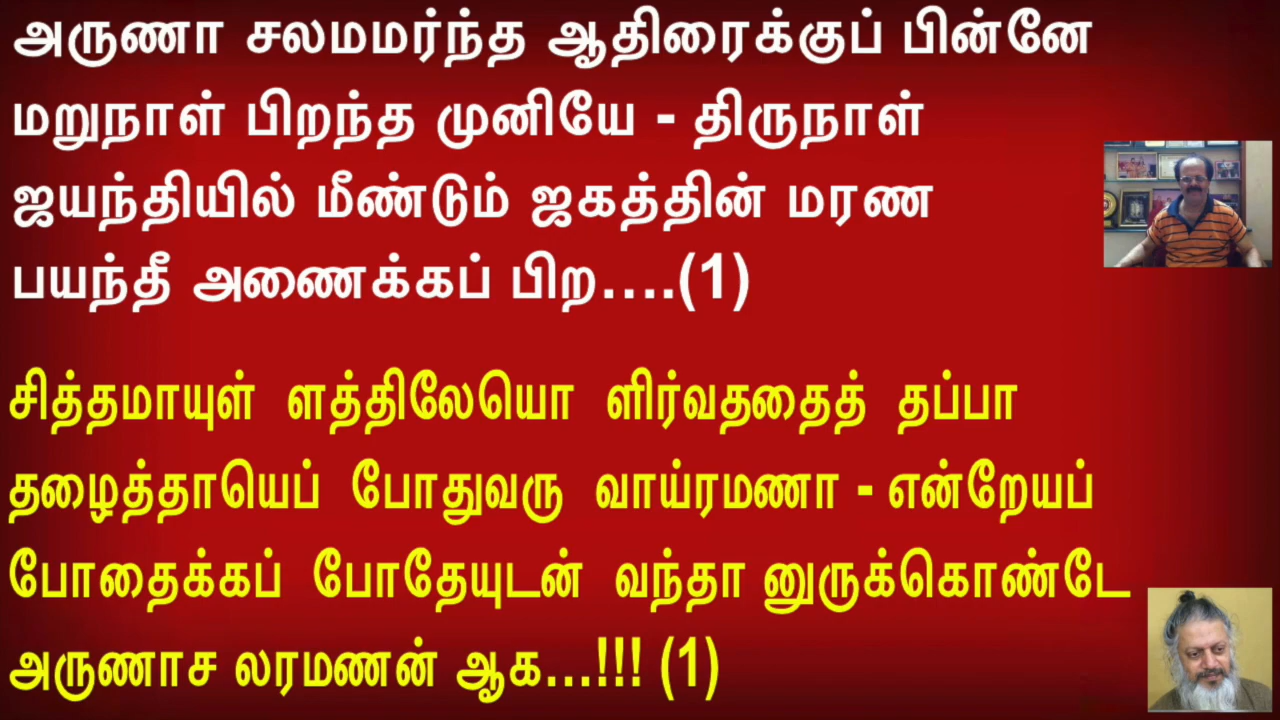 அருணா சலமமர்ந்த ஆதிரைக்குப் பின்னே
மறுநாள் பிறந்த முனியே - திருநாள்
ஜயந்தியில் மீண்டும் ஜகத்தின் மரண
பயந்தீ அணைக்கப் பிற....(1)
சித்தமாயுள் ளத்திலேயொ ளிர்வததைத் தப்பா
தழைத்தாயெப் போதுவரு வாய்ரமணா - என்றேயப்
போதைக்கப் போதேயுடன் வந்தா னுருக்கொண்டே
அருணாச லரமணன் ஆக...!!! (1)